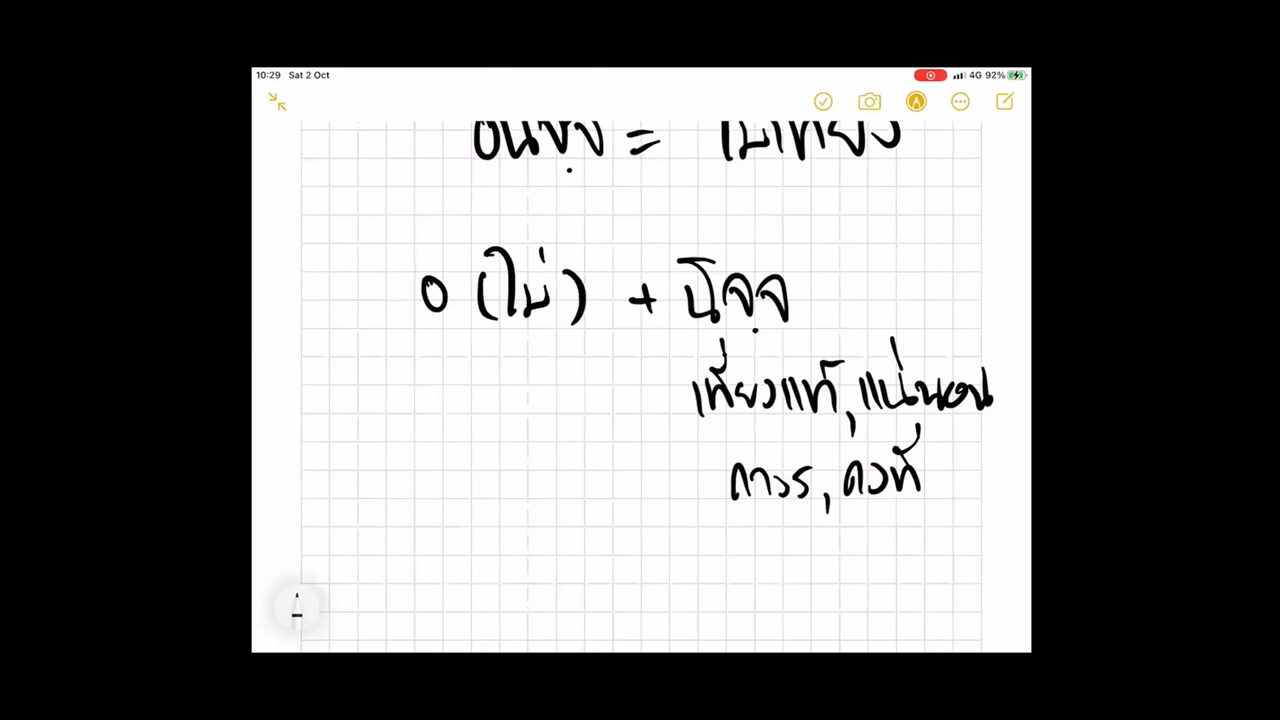 10:29 Sat 2 Oct 4G 92%
อนิจฺจ = ไม่เที่ยง
อ (ไม่) + นิจฺจ
เที่ยงแท้, แน่นอน
ถาวร, คงที่